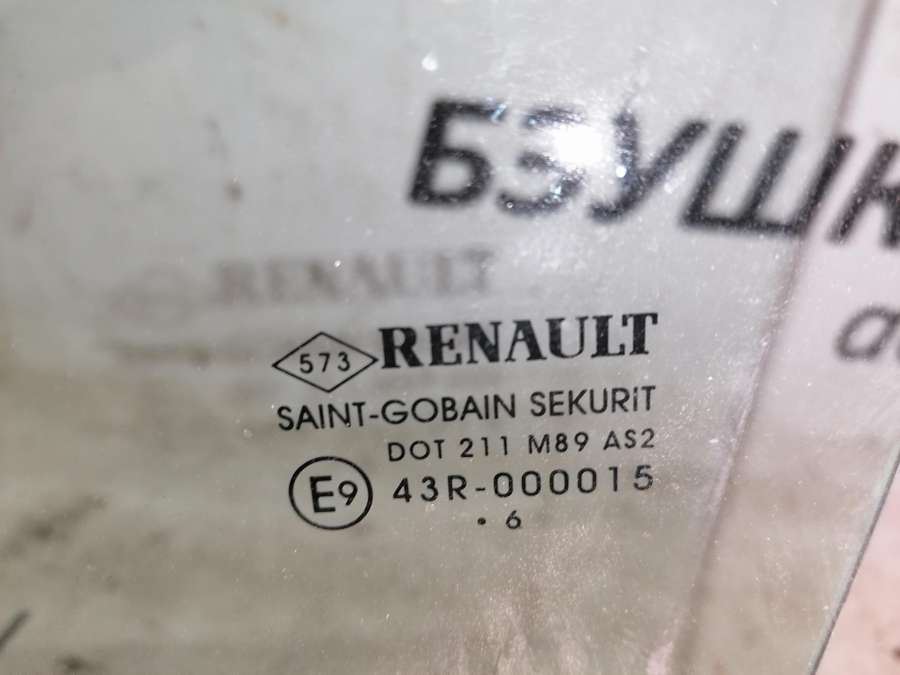 БЭУШК
RENAULT
573 RENAULT
SAINT-GOBAIN SEKURIT
DOT 211 M89 AS2
E9 43R-000015
. 6